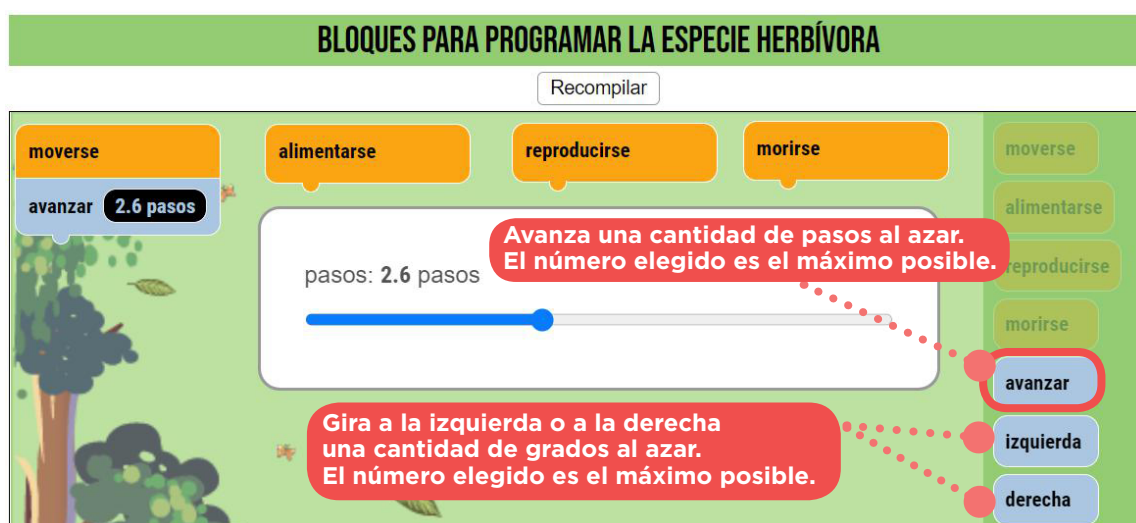 BLOQUES PARA PROGRAMAR LA ESPECIE HERBÍVORA
Recompilar
moverse
avanzar 2.6 pasos
alimentarse
reproducirse
morirse
pasos: 2.6 pasos
Avanza una cantidad de pasos al azar.
El número elegido es el máximo posible.
Gira a la izquierda o a la derecha
una cantidad de grados al azar.
El número elegido es el máximo posible.
moverse
alimentarse
reproducirse
morirse
avanzar
izquierda
derecha